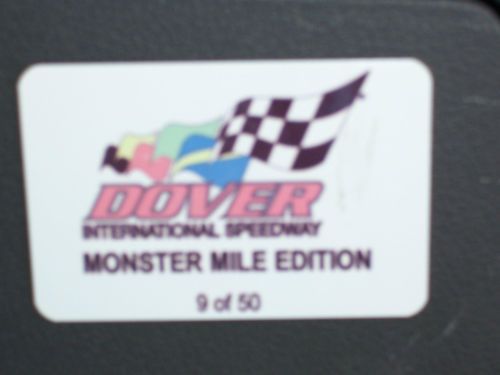 DOVER
INTERNATIONAL SPEEDWAY
MONSTER MILE EDITION
9 of 50